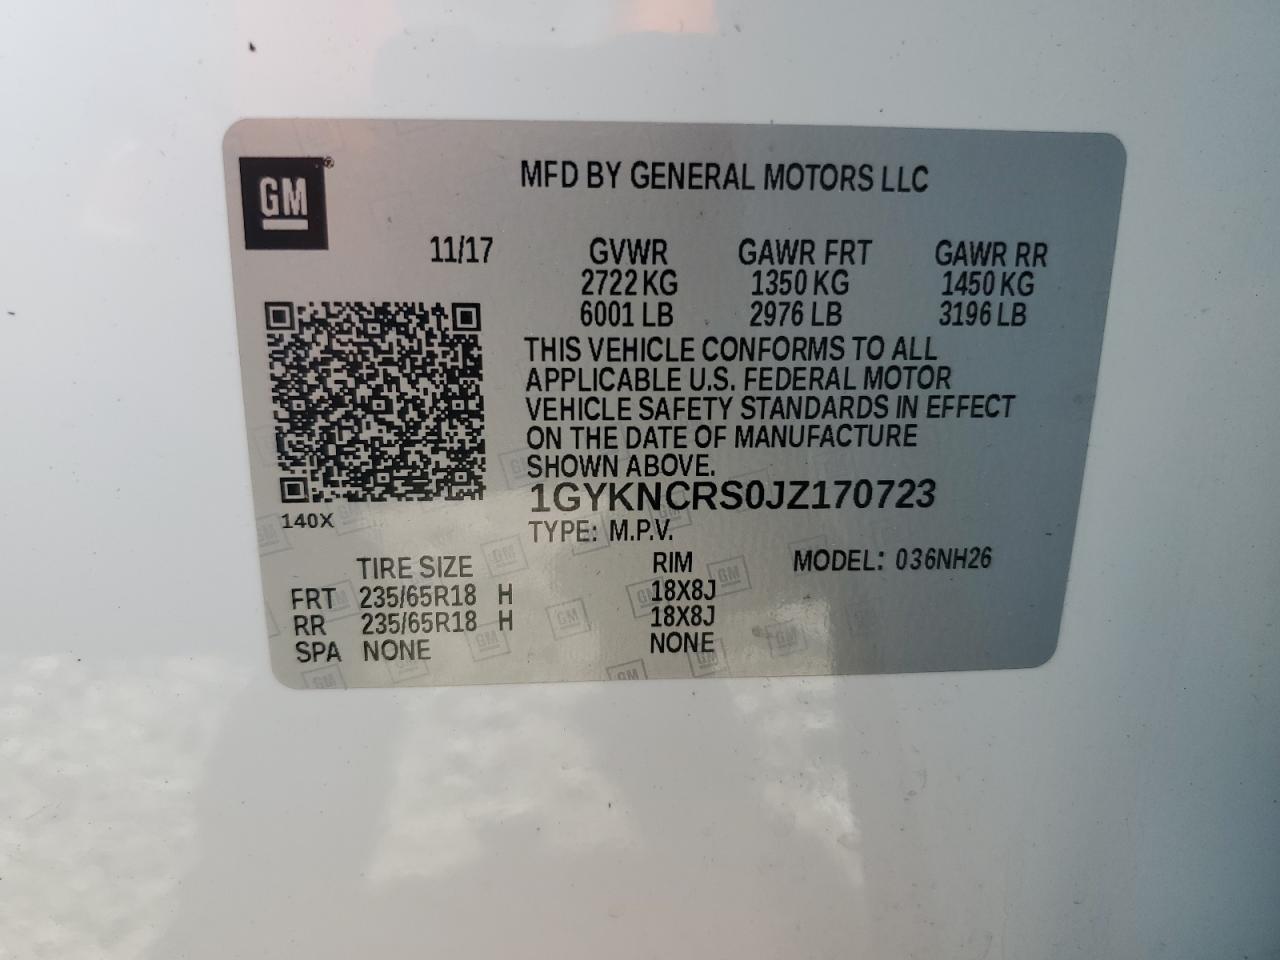 GM ®
MFD BY GENERAL MOTORS LLC
11/17 GVWR GAWR FRT GAWR RR
2722 KG 1350 KG 1450 KG
6001 LB 2976 LB 3196 LB
THIS VEHICLE CONFORMS TO ALL
APPLICABLE U.S. FEDERAL MOTOR
VEHICLE SAFETY STANDARDS IN EFFECT
ON THE DATE OF MANUFACTURE
SHOWN ABOVE.
1GYKNCRS0JZ170723
140X
TYPE: M.P.V.
TIRE SIZE RIM MODEL: 036NH26
FRT 235/65R18 H 18X8J
RR 235/65R18 H 18X8J
SPA NONE NONE